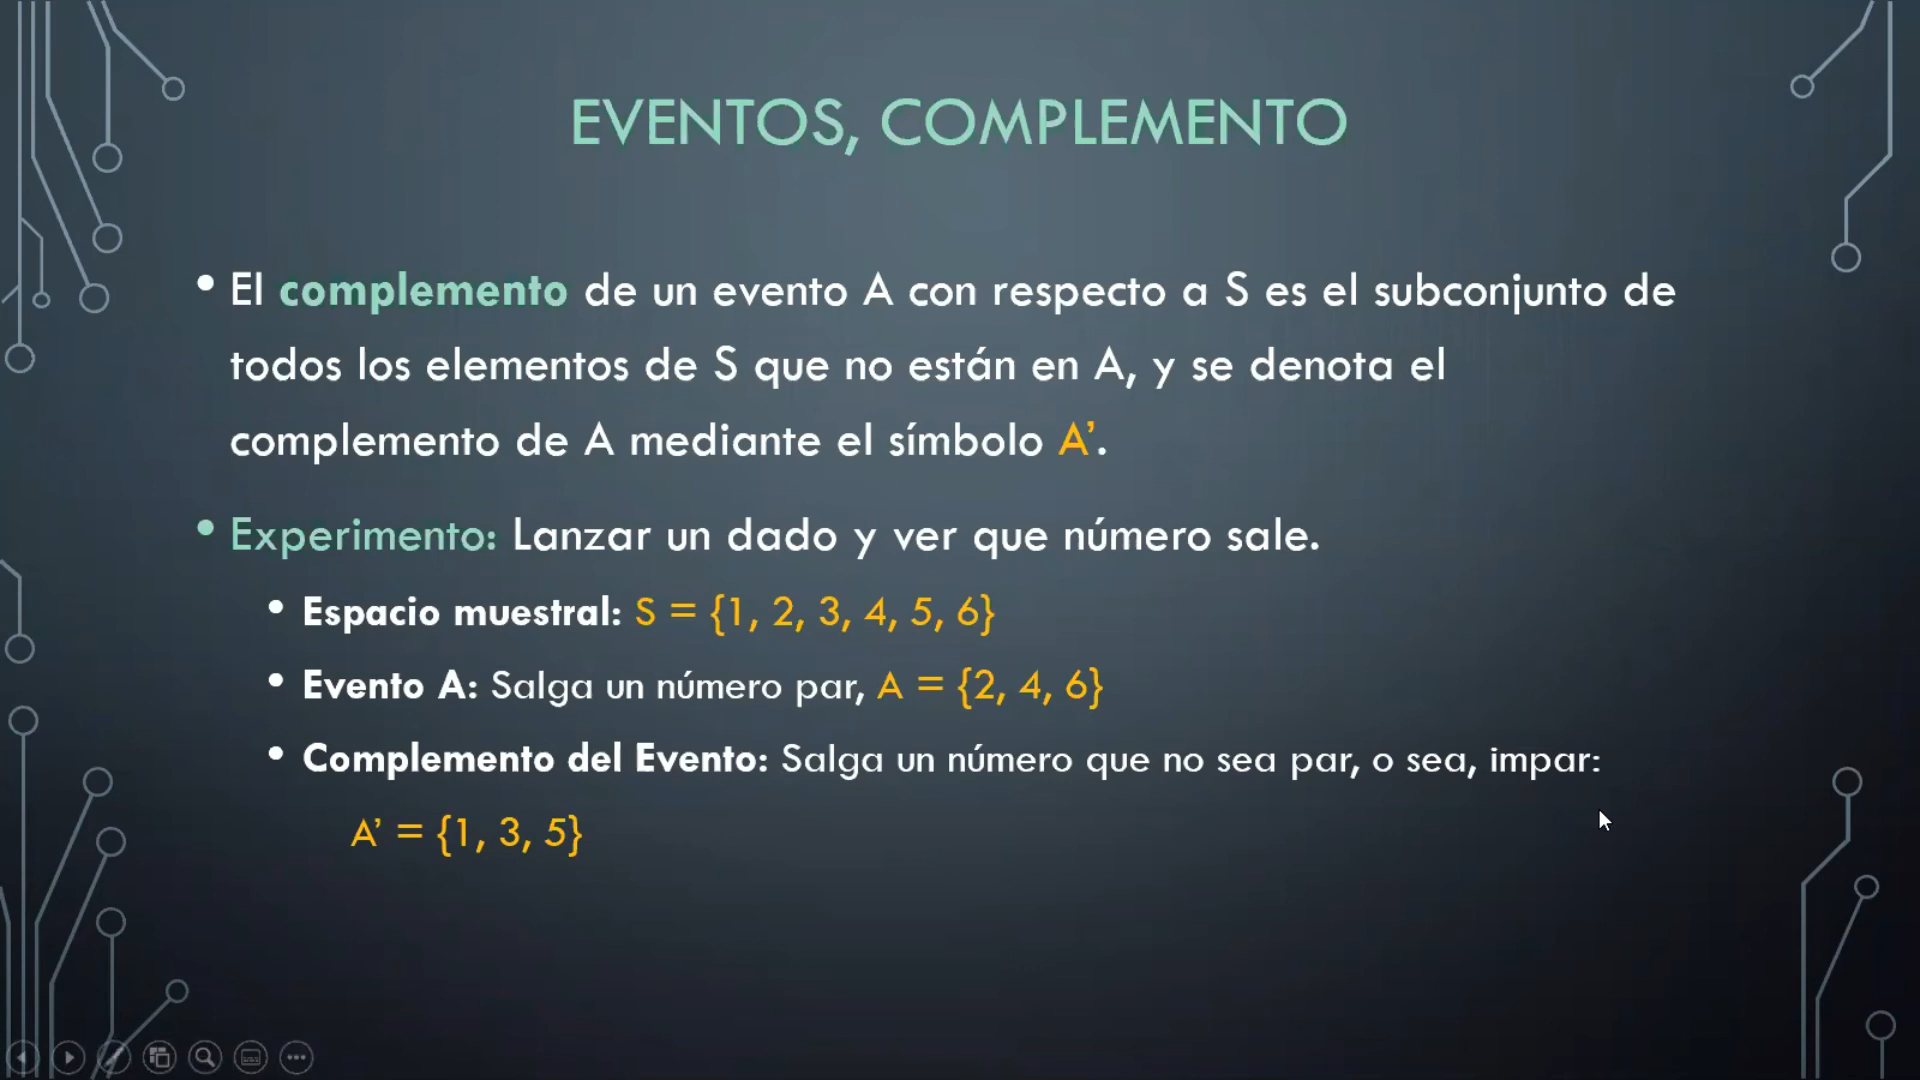 EVENTOS, COMPLEMENTO
• El complemento de un evento A con respecto a S es el subconjunto de
todos los elementos de S que no están en A, y se denota el
complemento de A mediante el símbolo A’.
• Experimento: Lanzar un dado y ver que número sale.
• Espacio muestral: S = {1, 2, 3, 4, 5, 6}
• Evento A: Salga un número par, A = {2, 4, 6}
• Complemento del Evento: Salga un número que no sea par, o sea, impar:
A’ = {1, 3, 5}